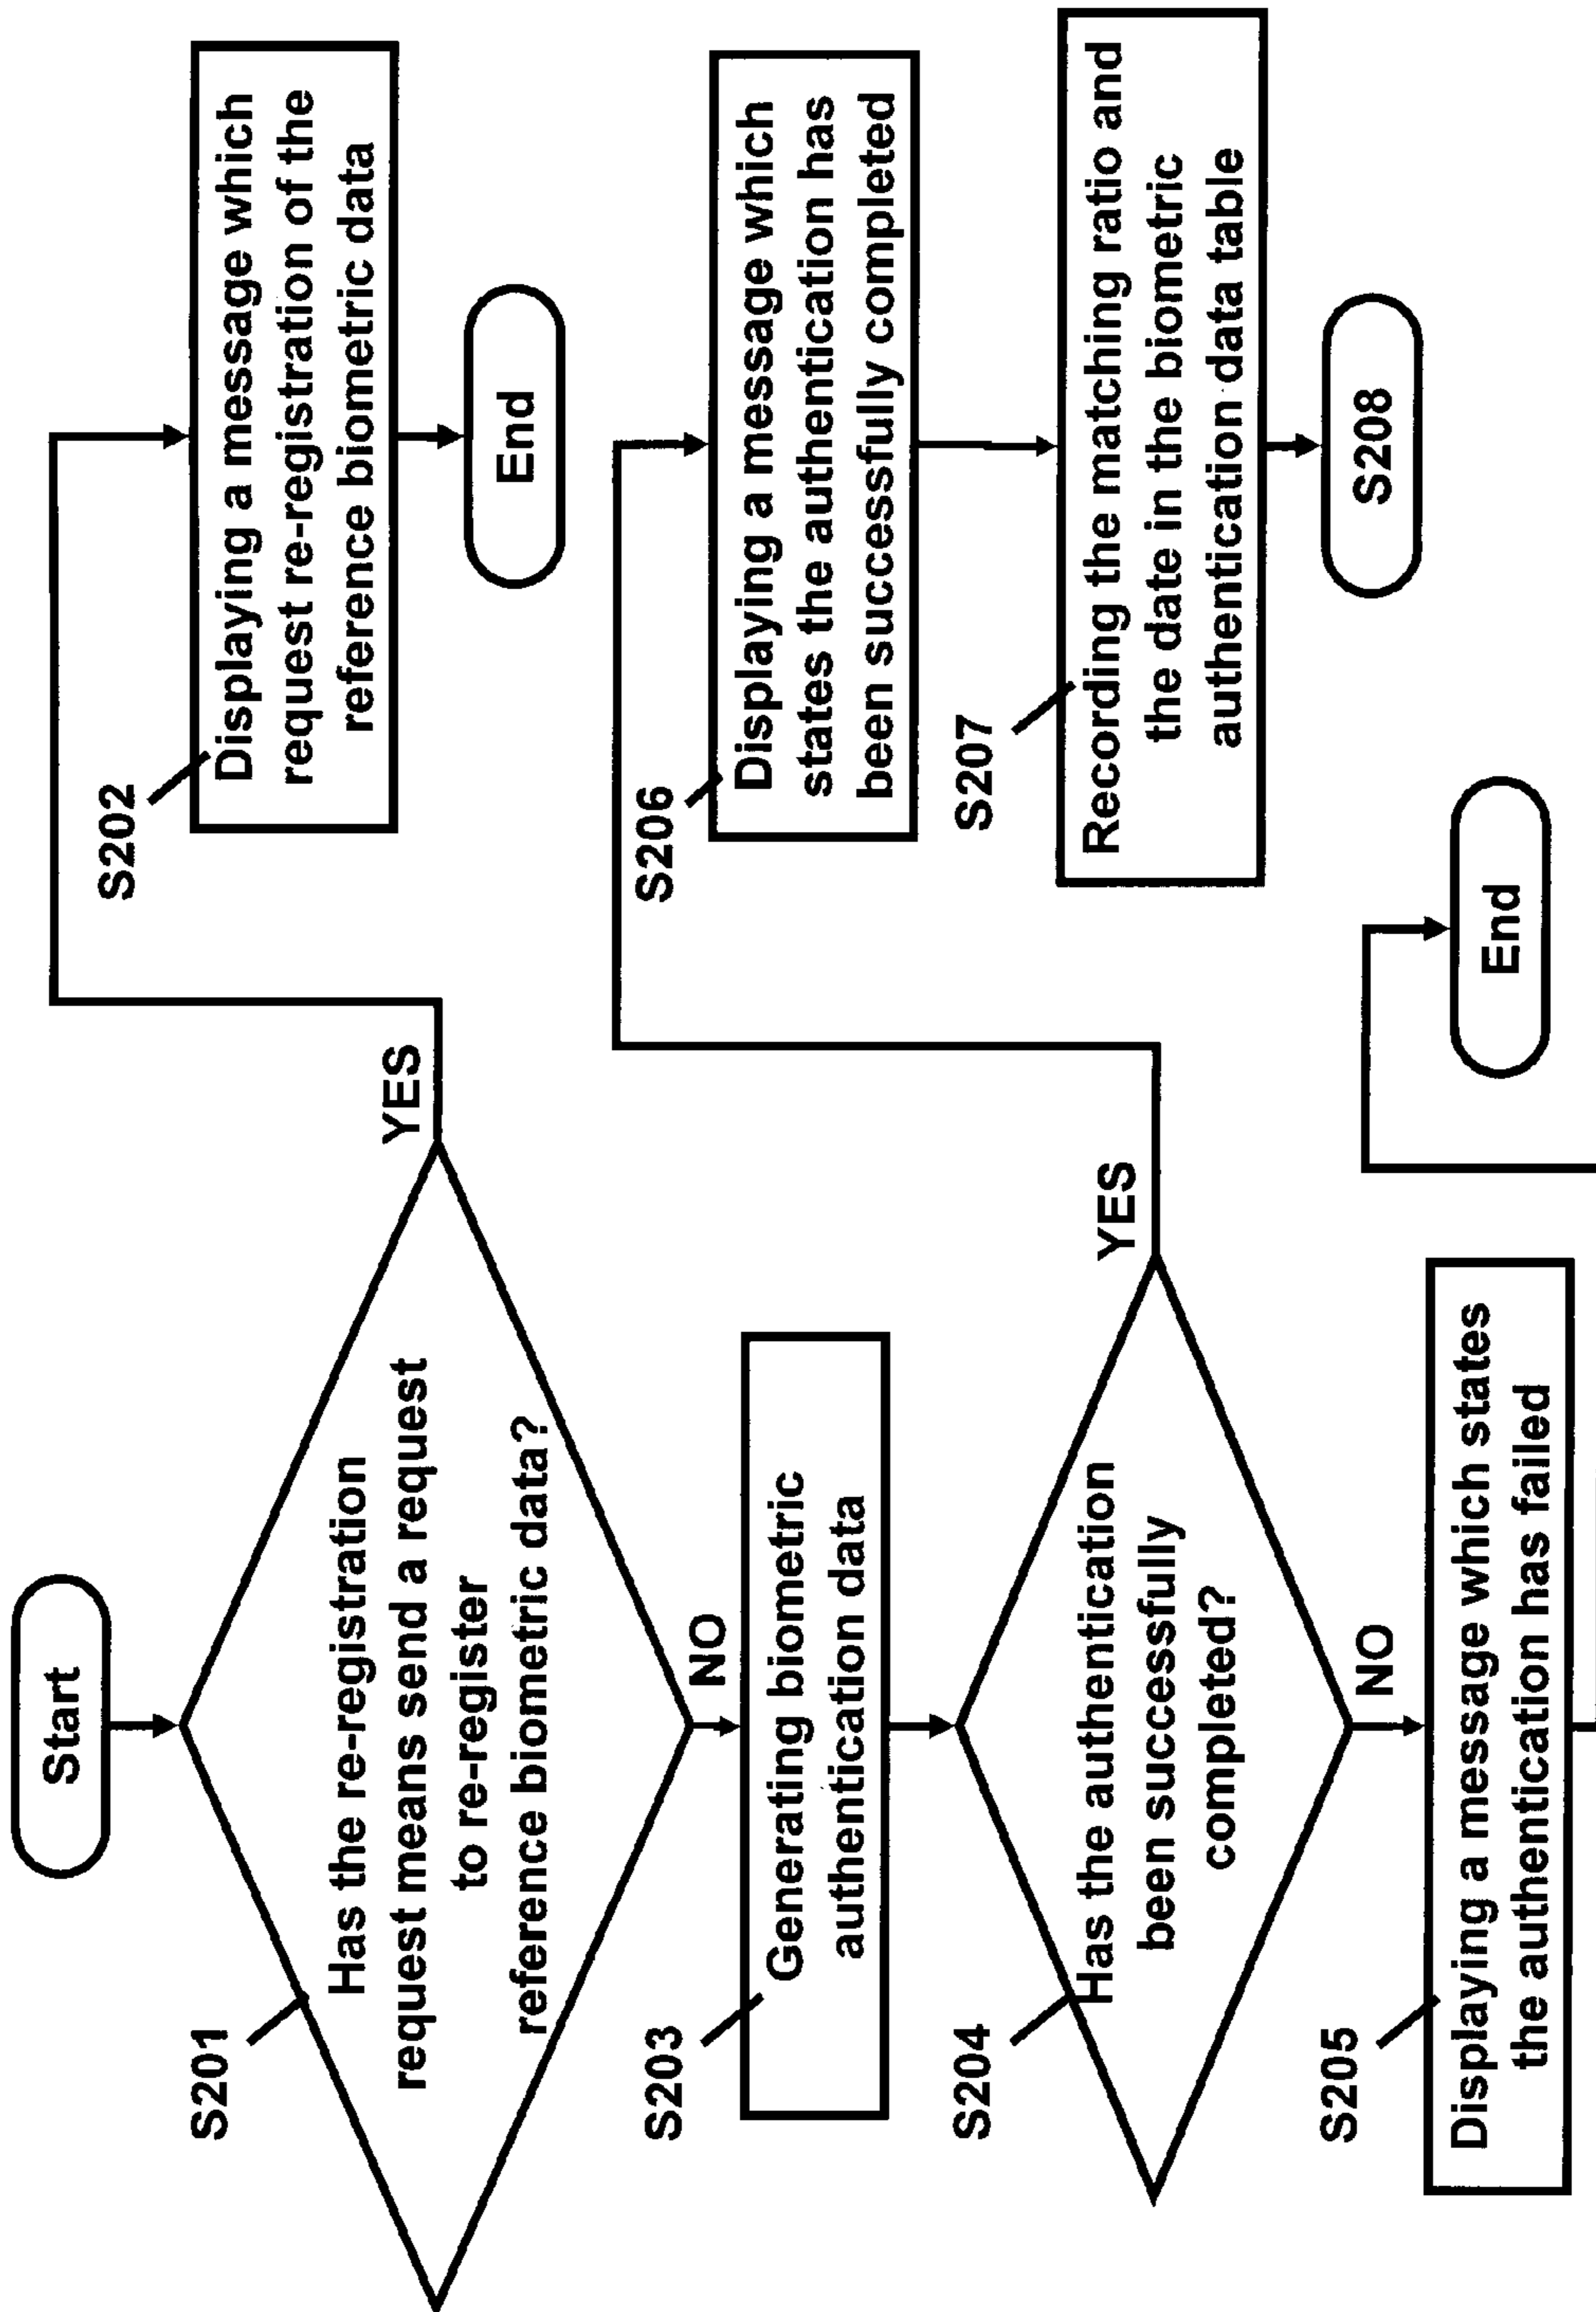 Start
S201
Has the re-registration
request means send a request
to re-register
reference biometric data?
YES
NO
S202
Displaying a message which
request re-registration of the
reference biometric data
End
S203
Generating biometric
authentication data
S204
Has the authentication
been successfully
completed?
YES
NO
S206
Displaying a message which
states the authentication has
been successfully completed
S207
Recording the matching ratio and
the date in the biometric
authentication data table
S208
S205
Displaying a message which states
the authentication has failed
End